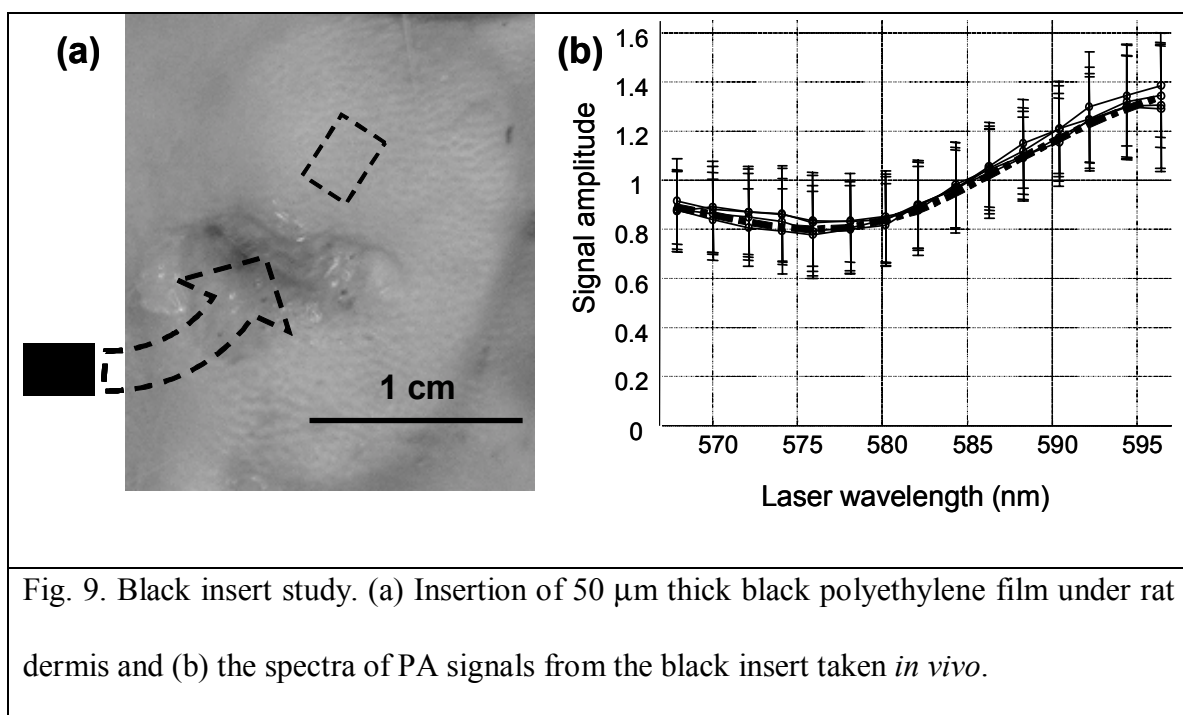 (a)
1 cm
(b)
Signal amplitude
1.6
1.4
1.2
1
0.8
0.6
0.4
0.2
0
570 575 580 585 590 595
Laser wavelength (nm)
Fig. 9. Black insert study. (a) Insertion of 50 μm thick black polyethylene film under rat
dermis and (b) the spectra of PA signals from the black insert taken in vivo.